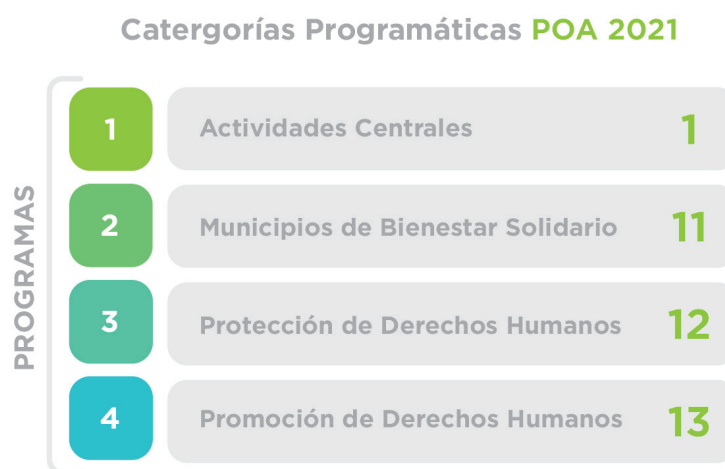 Catergorías Programáticas POA 2021
PROGRAMAS
1 Actividades Centrales 1
2 Municipios de Bienestar Solidario 11
3 Protección de Derechos Humanos 12
4 Promoción de Derechos Humanos 13